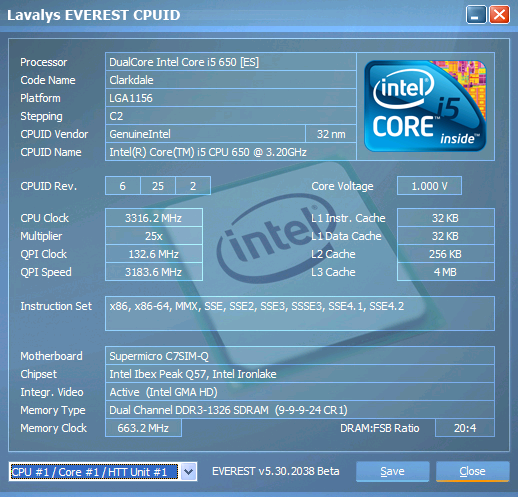 Lavalys EVEREST CPUID
Processor DualCore Intel Core i5 650 [ES]
Code Name Clarkdale
Platform LGA1156
Stepping C2
CPUID Vendor GenuineIntel 32 nm
CPUID Name Intel(R) Core(TM) i5 CPU 650 @ 3.20GHz
intel
CORE i5
inside™
CPUID Rev. 6 25 2 Core Voltage 1.000 V
CPU Clock 3316.2 MHz L1 Instr. Cache 32 KB
Multiplier 25x L1 Data Cache 32 KB
QPI Clock 132.6 MHz L2 Cache 256 KB
QPI Speed 3183.6 MHz L3 Cache 4 MB
intel
Instruction Set x86, x86-64, MMX, SSE, SSE2, SSE3, SSSE3, SSE4.1, SSE4.2
Motherboard Supermicro C7SIM-Q
Chipset Intel Ibex Peak Q57, Intel Ironlake
Integr. Video Active (Intel GMA HD)
Memory Type Dual Channel DDR3-1326 SDRAM (9-9-9-24 CR1)
Memory Clock 663.2 MHz DRAM:FSB Ratio 20:4
CPU #1 / Core #1 / HTT Unit #1 EVEREST v5.30.2038 Beta Save Close